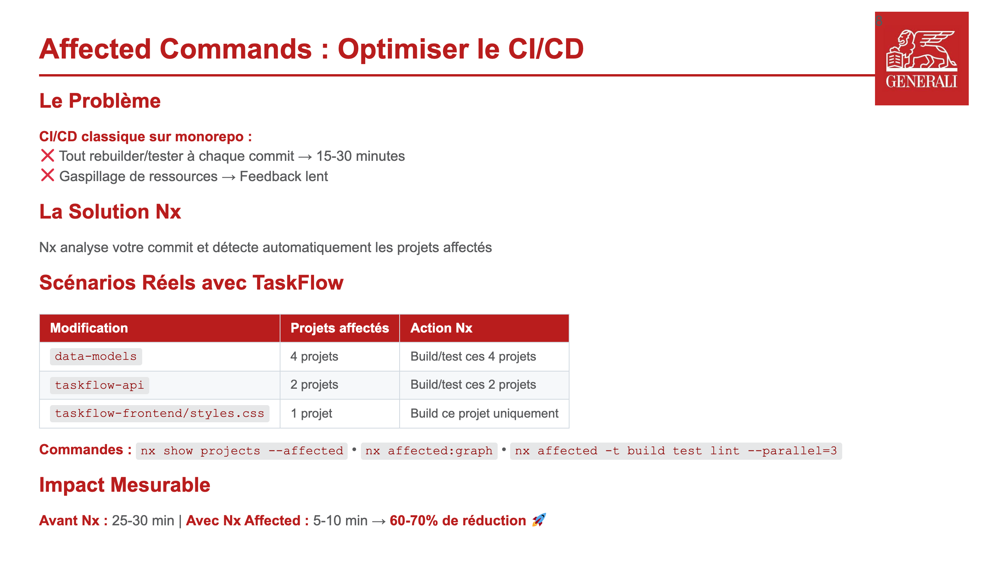 8
Affected Commands : Optimiser le CI/CD
GENERALI
Le Problème
CI/CD classique sur monorepo :
❌ Tout rebuilder/tester à chaque commit → 15-30 minutes
❌ Gaspillage de ressources → Feedback lent
La Solution Nx
Nx analyse votre commit et détecte automatiquement les projets affectés
Scénarios Réels avec TaskFlow
Modification Projets affectés Action Nx
data-models 4 projets Build/test ces 4 projets
taskflow-api 2 projets Build/test ces 2 projets
taskflow-frontend/styles.css 1 projet Build ce projet uniquement
Commandes : nx show projects --affected • nx affected:graph • nx affected -t build test lint --parallel=3
Impact Mesurable
Avant Nx : 25-30 min | Avec Nx Affected : 5-10 min → 60-70% de réduction 🚀